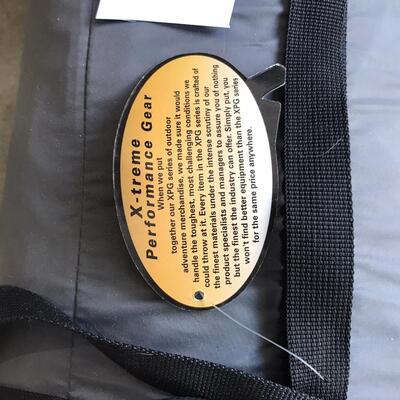 X-treme
Performance Gear
When we put
together our XPG series of outdoor
adventure merchandise, we made sure it would
handle the toughest, most challenging conditions we
could throw at it. Every item in the XPG series is crafted of
the finest materials under the intense scrutiny of our
product specialists and managers to assure you of nothing
but the finest the industry can offer. Simply put, you
won't find better equipment than the XPG series
for the same price anywhere.